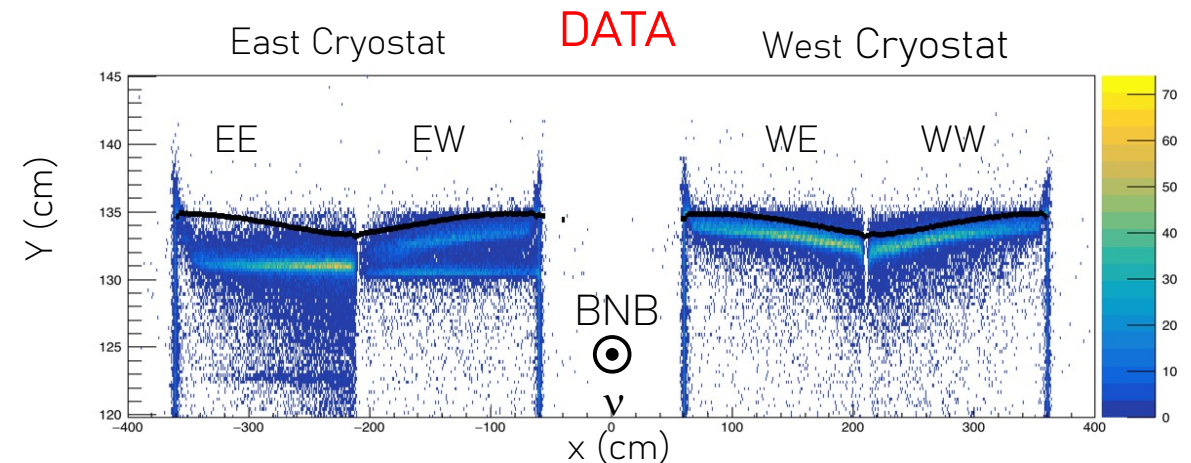 DATA
East Cryostat
West Cryostat
145
EE
EW
WE
WW
140
135
130
125
120
Y (cm)
BNB
ν
−400
−300
−200
−100
0
100
200
300
400
x (cm)
70
60
50
40
30
20
10
0